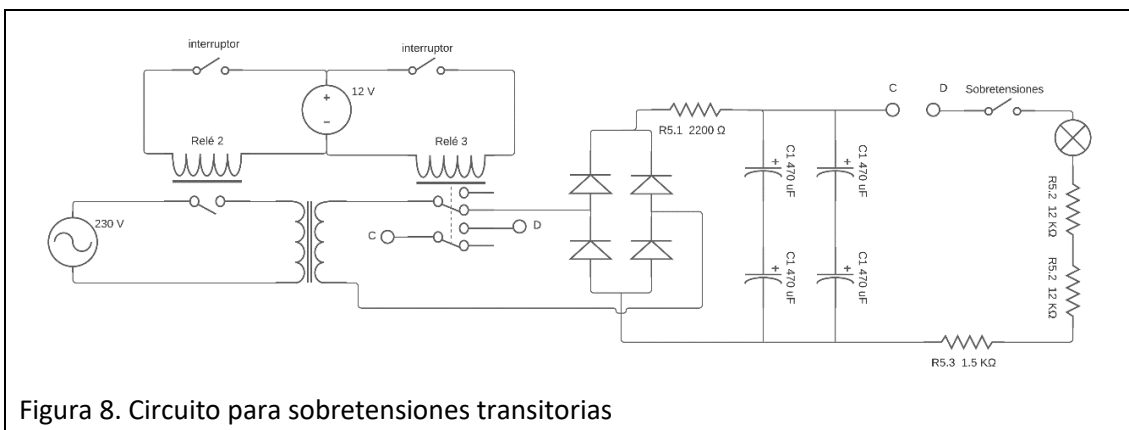 interruptor
interruptor
12 V
Relé 2
Relé 3
230 V
C
D
R5.1 2200 Ω
C1 470 uF
C1 470 uF
C1 470 uF
C1 470 uF
C
D
Sobretensiones
R5.2 12 KΩ
R5.2 12 KΩ
R5.3 1.5 KΩ
Figura 8. Circuito para sobretensiones transitorias